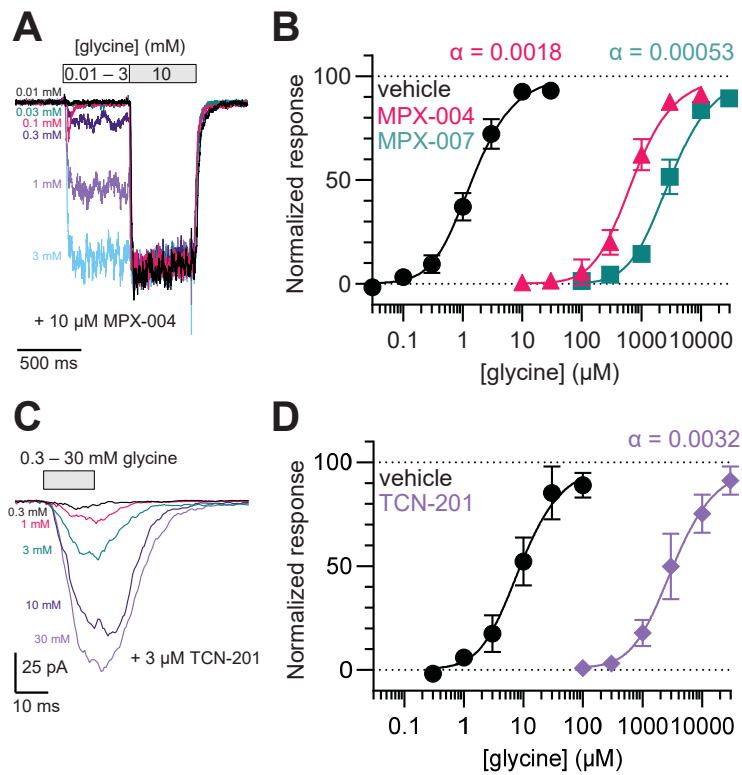 A
[glycine] (mM)
0.01 – 3
10
0.01 mM
0.03 mM
0.1 mM
0.3 mM
1 mM
3 mM
+ 10 µM MPX-004
500 ms
B
α = 0.0018
α = 0.00053
vehicle
MPX-004
MPX-007
Normalized response
100
50
0
0.1
1
10
100
1000
10000
[glycine] (µM)
C
0.3 – 30 mM glycine
0.3 mM
1 mM
3 mM
10 mM
30 mM
+ 3 µM TCN-201
25 pA
10 ms
D
α = 0.0032
vehicle
TCN-201
Normalized response
100
50
0
0.1
1
10
100
1000
10000
[glycine] (µM)